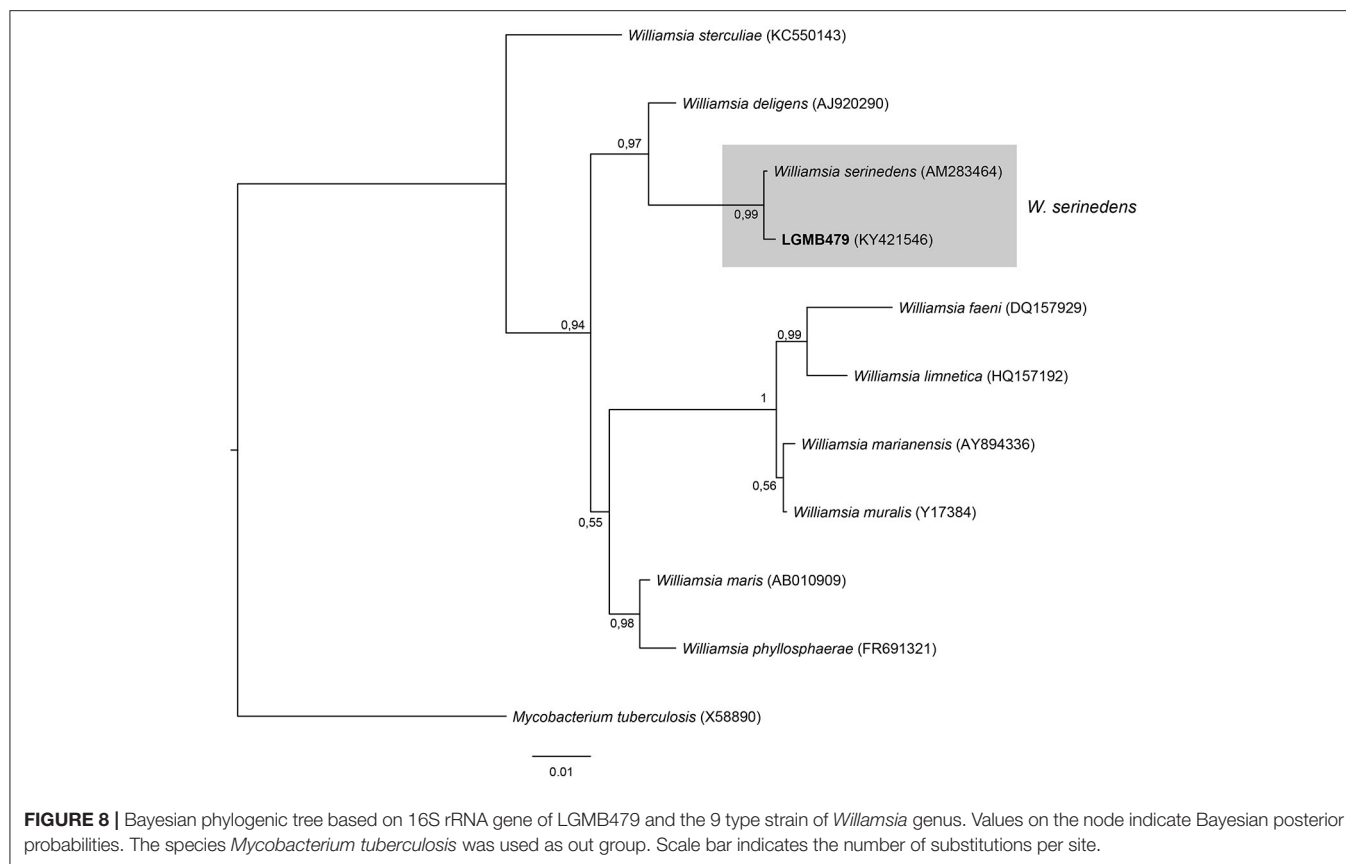 Williamsia sterculiae (KC550143)
Williamsia deligens (AJ920290)
0,97
Williamsia serinedens (AM283464)
W. serinedens
0,99
LGMB479 (KY421546)
Williamsia faeni (DQ157929)
0,94
0,99
Williamsia limnetica (HQ157192)
1
Williamsia marianensis (AY894336)
0,56
Williamsia muralis (Y17384)
0,55
Williamsia maris (AB010909)
0,98
Williamsia phyllosphaerae (FR691321)
Mycobacterium tuberculosis (X58890)
0.01
FIGURE 8 | Bayesian phylogenic tree based on 16S rRNA gene of LGMB479 and the 9 type strain of Willamsia genus. Values on the node indicate Bayesian posterior
probabilities. The species Mycobacterium tuberculosis was used as out group. Scale bar indicates the number of substitutions per site.